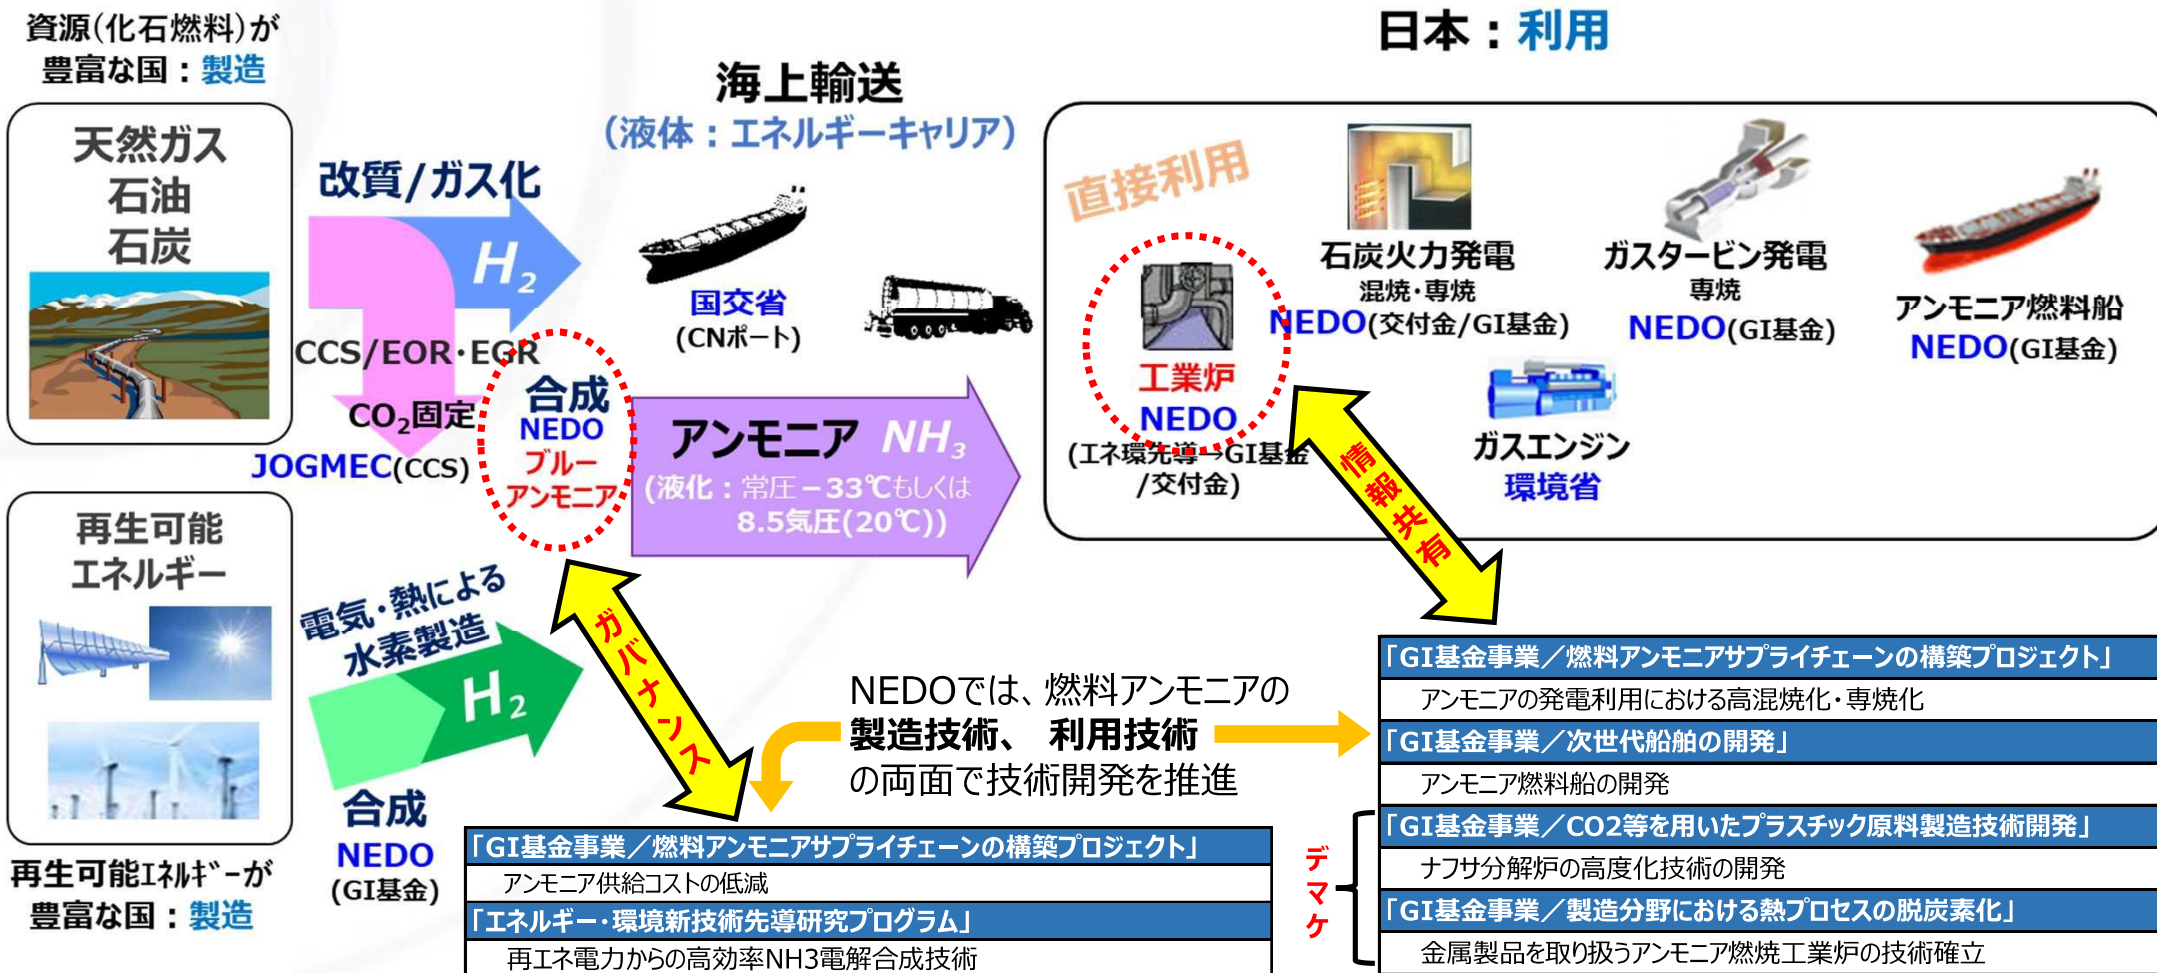 資源(化石燃料)が
豊富な国：製造
天然ガス
石油
石炭
改質/ガス化
H₂
CCS/EOR･EGR
CO₂固定
JOGMEC(CCS)
合成
NEDO
ブルー
アンモニア
再生可能
エネルギー
電気・熱による
水素製造
H₂
合成
NEDO
(GI基金)
再生可能ｴﾈﾙｷﾞｰが
豊富な国：製造
海上輸送
（液体：エネルギーキャリア）
国交省
(CNポート)
アンモニア NH₃
(液化：常圧－33℃もしくは
8.5気圧(20℃))
日本：利用
直接利用
工業炉
NEDO
(エネ環先導→GI基金
/交付金)
石炭火力発電
混焼・専焼
NEDO(交付金/GI基金)
ガスタービン発電
専焼
NEDO(GI基金)
アンモニア燃料船
NEDO(GI基金)
ガスエンジン
環境省
ガバナンス
情報共有
NEDOでは、燃料アンモニアの
製造技術、 利用技術
の両面で技術開発を推進
「GI基金事業／燃料アンモニアサプライチェーンの構築プロジェクト」
アンモニア供給コストの低減
「エネルギー・環境新技術先導研究プログラム」
再エネ電力からの高効率NH3電解合成技術
デマケ
「GI基金事業／燃料アンモニアサプライチェーンの構築プロジェクト」
アンモニアの発電利用における高混焼化・専焼化
「GI基金事業／次世代船舶の開発」
アンモニア燃料船の開発
「GI基金事業／CO2等を用いたプラスチック原料製造技術開発」
ナフサ分解炉の高度化技術の開発
「GI基金事業／製造分野における熱プロセスの脱炭素化」
金属製品を取り扱うアンモニア燃焼工業炉の技術確立